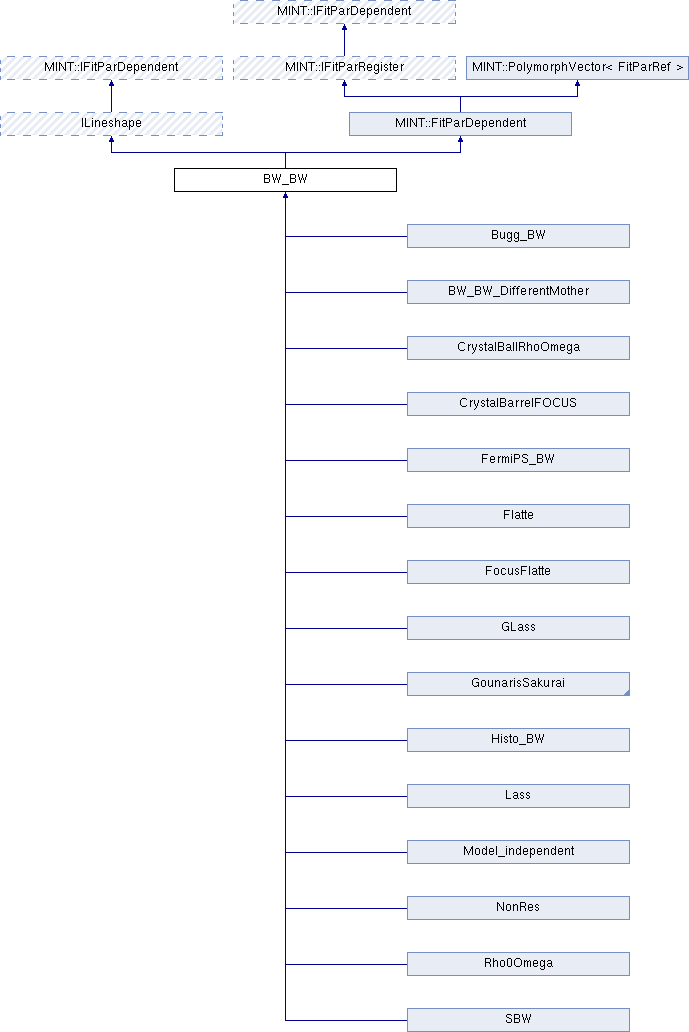 MINT::IFitParDependent
MINT::IFitParDependent
MINT::IFitParRegister
MINT::PolymorphVector< FitParRef >
ILineshape
MINT::FitParDependent
BW_BW
Bugg_BW
BW_BW_DifferentMother
CrystalBallRhoOmega
CrystalBarrelFOCUS
FermiPS_BW
Flatte
FocusFlatte
GLass
GounarisSakurai
Histo_BW
Lass
Model_independent
NonRes
Rho0Omega
SBW